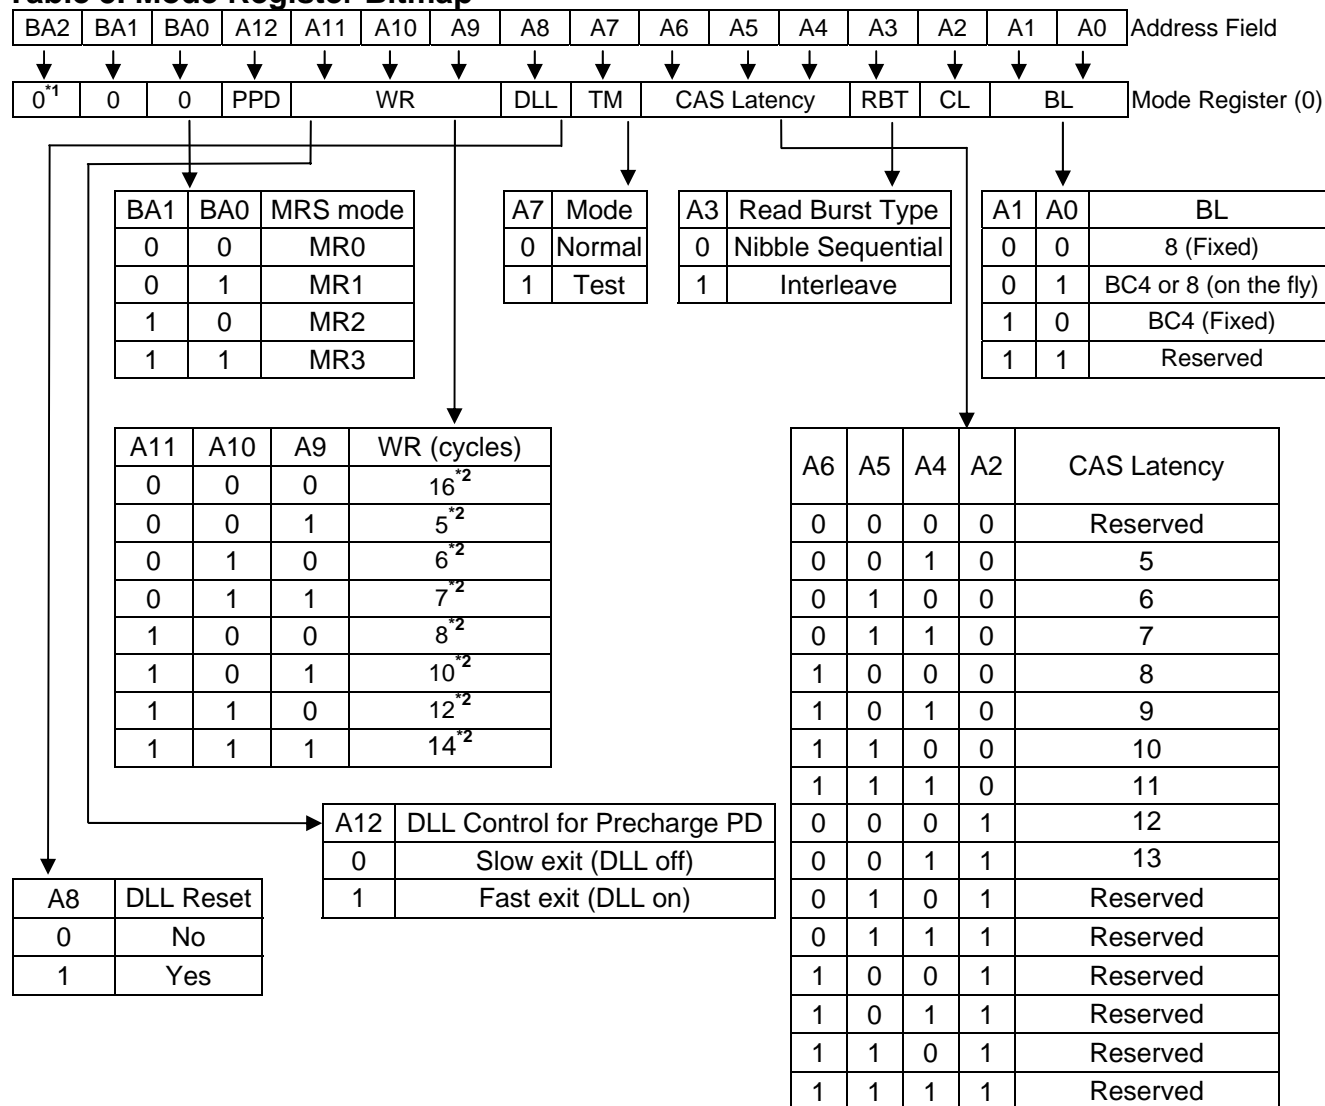 BA2 BA1 BA0 A12 A11 A10 A9 A8 A7 A6 A5 A4 A3 A2 A1 A0 Address Field
0*1 0 0 PPD WR DLL TM CAS Latency RBT CL BL Mode Register (0)
BA1 BA0 MRS mode
0 0 MR0
0 1 MR1
1 0 MR2
1 1 MR3
A7 Mode
0 Normal
1 Test
A3 Read Burst Type
0 Nibble Sequential
1 Interleave
A1 A0 BL
0 0 8 (Fixed)
0 1 BC4 or 8 (on the fly)
1 0 BC4 (Fixed)
1 1 Reserved
A11 A10 A9 WR (cycles)
0 0 0 16*2
0 0 1 5*2
0 1 0 6*2
0 1 1 7*2
1 0 0 8*2
1 0 1 10*2
1 1 0 12*2
1 1 1 14*2
A6 A5 A4 A2 CAS Latency
0 0 0 0 Reserved
0 0 1 0 5
0 1 0 0 6
0 1 1 0 7
1 0 0 0 8
1 0 1 0 9
1 1 0 0 10
1 1 1 0 11
0 0 0 1 12
0 0 1 1 13
0 1 0 1 Reserved
0 1 1 1 Reserved
1 0 0 1 Reserved
1 0 1 1 Reserved
1 1 0 1 Reserved
1 1 1 1 Reserved
A12 DLL Control for Precharge PD
0 Slow exit (DLL off)
1 Fast exit (DLL on)
A8 DLL Reset
0 No
1 Yes